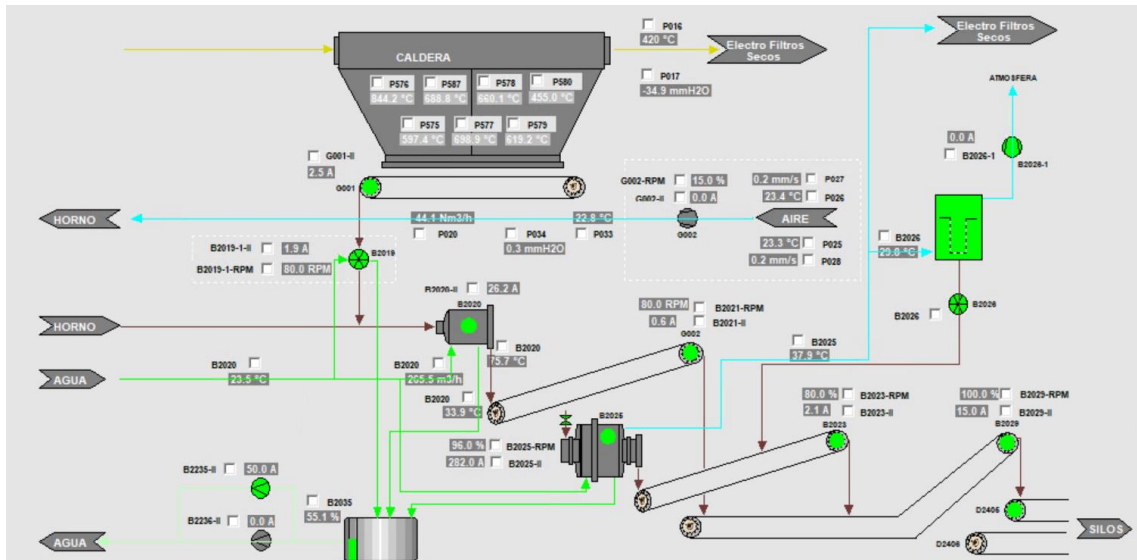 P016
420 °C
Electro Filtros
Secos
P017
-34.9 mmH2O
Electro Filtros
Secos
ATMOSFERA
0.0 A
B2026-1
B2026-1
CALDERA
P576
P587
P578
P580
844.2 °C
688.8 °C
660.1 °C
455.0 °C
P575
P577
P579
597.4 °C
698.9 °C
619.2 °C
G001-II
2.5 A
G001
G002-RPM
15.0 %
G002-II
0.0 A
0.2 mm/s
P027
23.4 °C
P026
HORNO
44.1 Nm3/h
22.8 °C
G002
AIRE
P020
P034
P033
0.3 mmH2O
23.3 °C
P025
0.2 mm/s
P028
B2026
29.0 °C
B2019-1-II
1.9 A
B2019
B2019-1-RPM
80.0 RPM
B2020-II
26.2 A
B2020
B2026
B2026
80.0 RPM
B2021-RPM
0.6 A
B2021-II
G002
HORNO
B2020
75.7 °C
B2025
37.9 °C
AGUA
B2020
23.5 °C
B2020
265.5 m3/h
B2020
33.9 °C
80.0 %
B2023-RPM
2.1 A
B2023-II
B2023
100.0 %
B2029-RPM
15.0 A
B2029-II
B2029
B2025
96.0 %
B2025-RPM
282.0 A
B2025-II
B2235-II
50.0 A
B2035
55.1 %
B2236-II
0.0 A
AGUA
D2405
SILOS
D2406